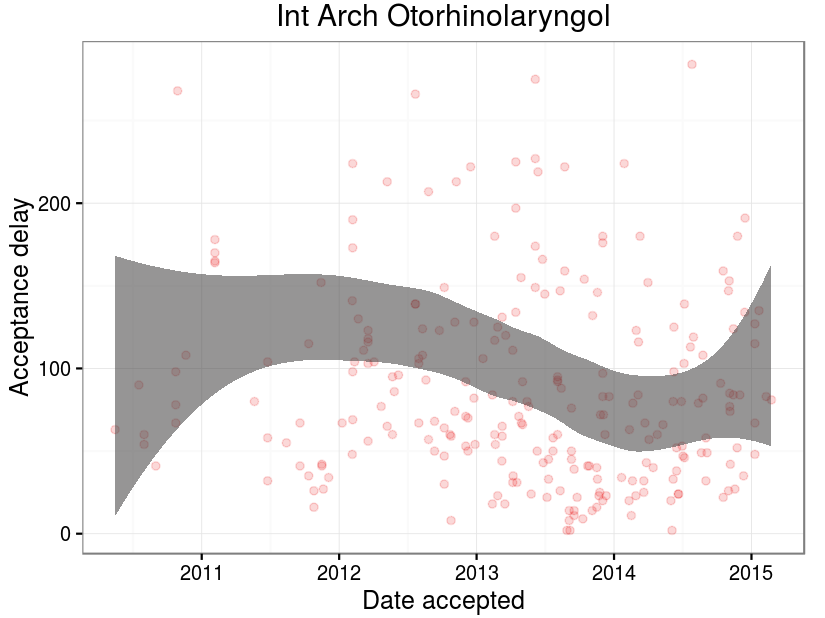 Int Arch Otorhinolaryngol
Acceptance delay
200
100
0
2011 2012 2013 2014 2015
Date accepted